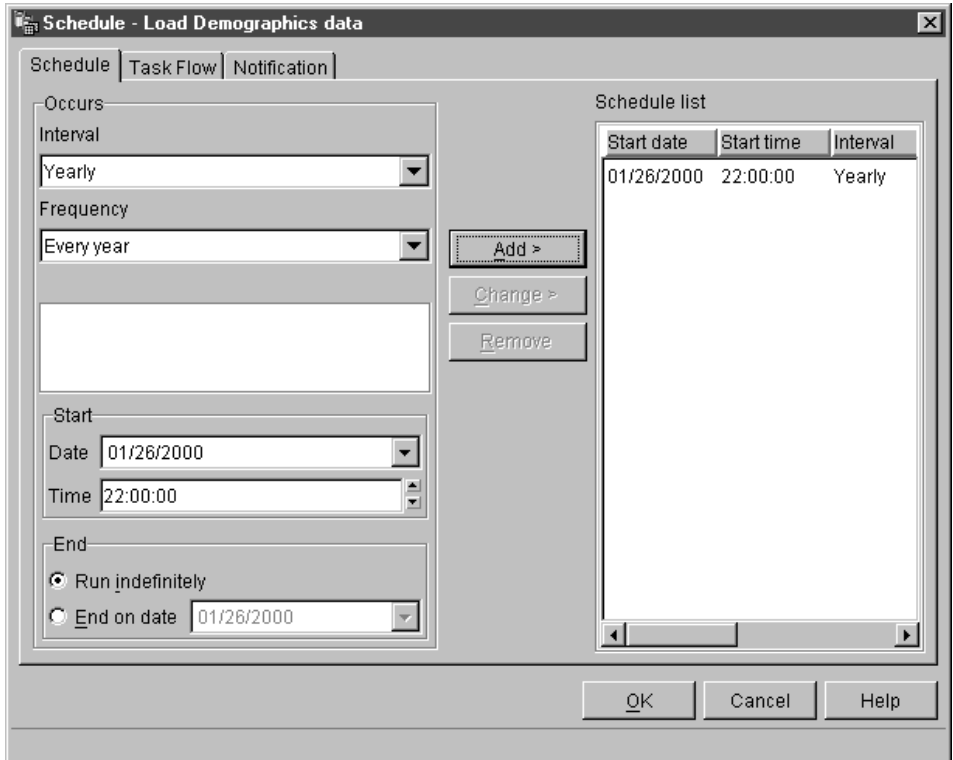 Schedule - Load Demographics data
Schedule Task Flow Notification
Occurs
Interval
Yearly
Frequency
Every year
Start
Date 01/26/2000
Time 22:00:00
End
Run indefinitely
End on date 01/26/2000
Add >
Change >
Remove
Schedule list
Start date Start time Interval
01/26/2000 22:00:00 Yearly
OK Cancel Help